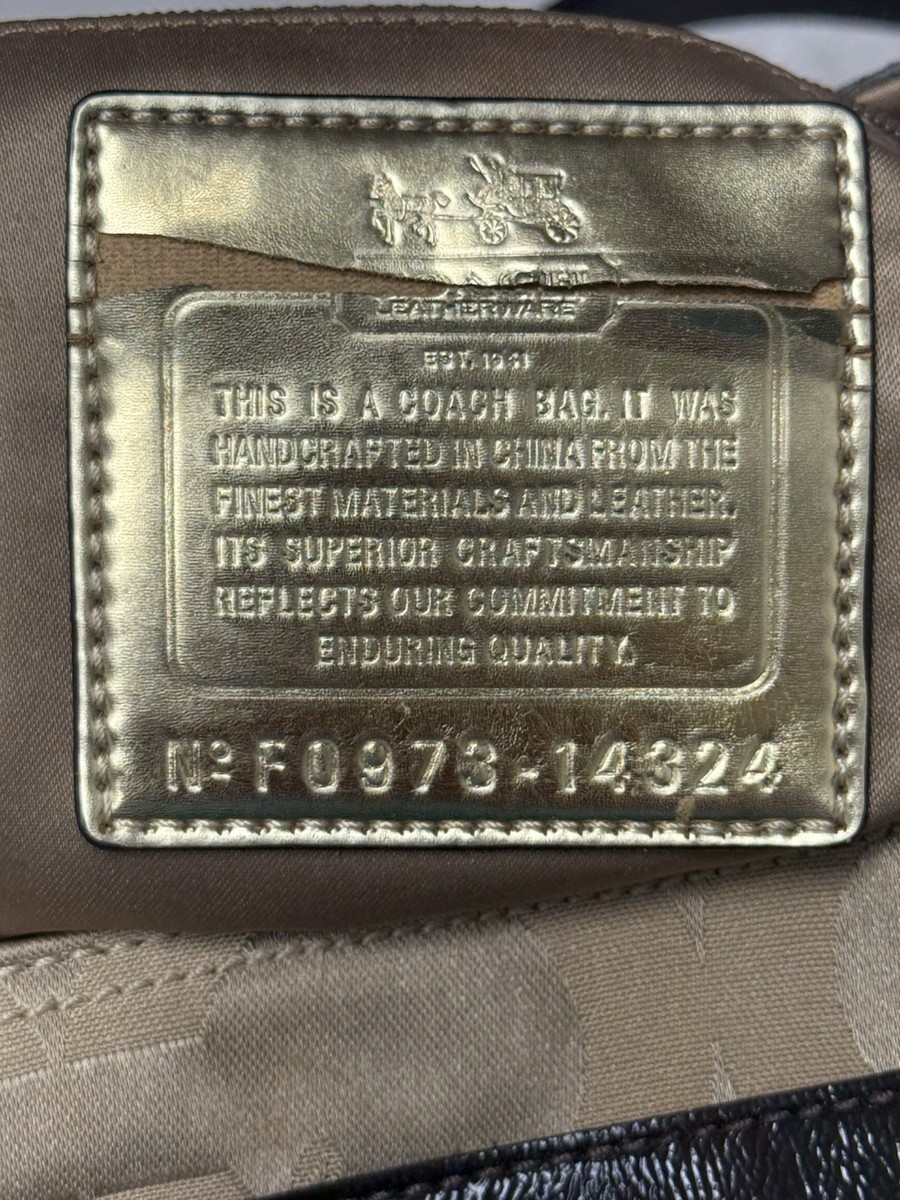 LEATHERWARE
EST. 1941
THIS IS A COACH BAG. IT WAS
HANDCRAFTED IN CHINA FROM THE
FINEST MATERIALS AND LEATHER.
ITS SUPERIOR CRAFTSMANSHIP
REFLECTS OUR COMMITMENT TO
ENDURING QUALITY.
Nº F0973-14324